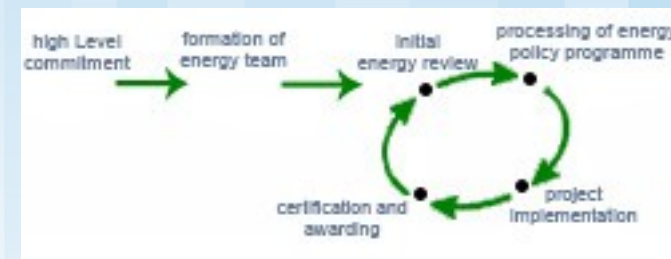 high Level
commitment
formation of
energy team
initial
energy review
processing of energy
policy programme
project
implementation
certification and
awarding